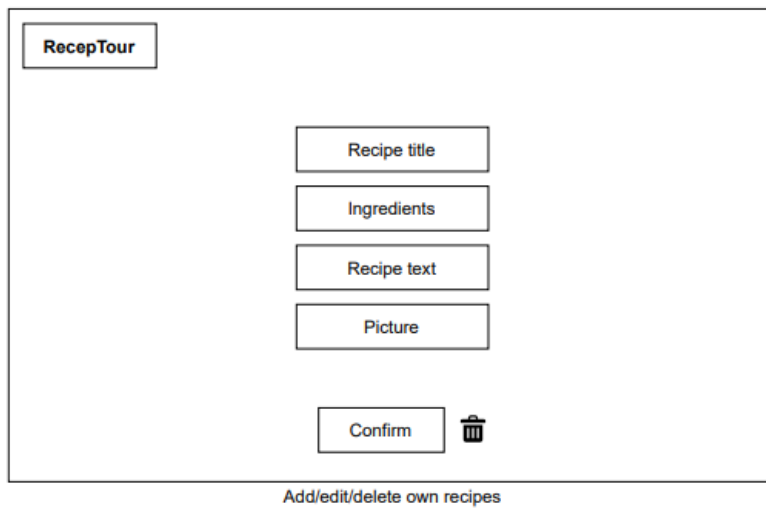 RecepTour
Recipe title
Ingredients
Recipe text
Picture
Confirm
Add/edit/delete own recipes